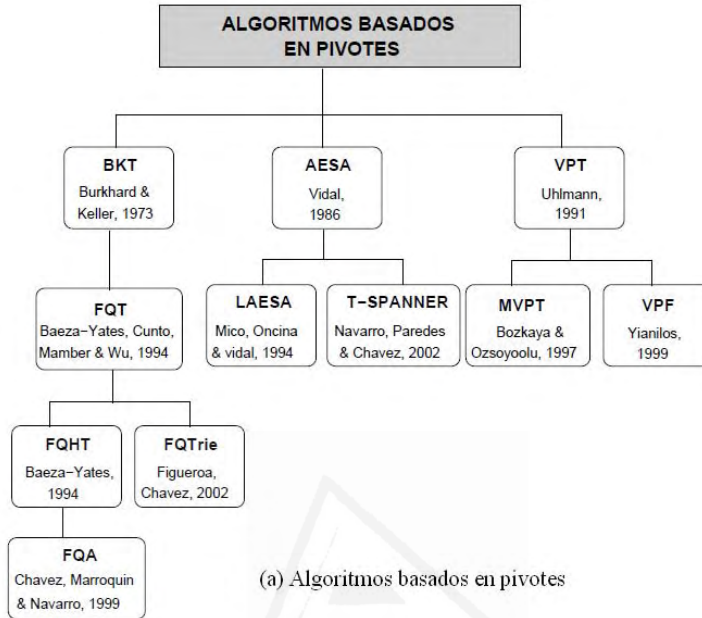 ALGORITMOS BASADOS
EN PIVOTES
BKT
Burkhard &
Keller, 1973
AESA
Vidal,
1986
VPT
Uhlmann,
1991
FQT
Baeza-Yates, Cunto,
Mamber & Wu, 1994
LAESA
Mico, Oncina
& vidal, 1994
T-SPANNER
Navarro, Paredes
& Chavez, 2002
MVPT
Bozkaya &
Ozsoyoolu, 1997
VPF
Yianilos,
1999
FQHT
Baeza-Yates,
1994
FQTrie
Figueroa,
Chavez, 2002
FQA
Chavez, Marroquin
& Navarro, 1999
(a) Algoritmos basados en pivotes